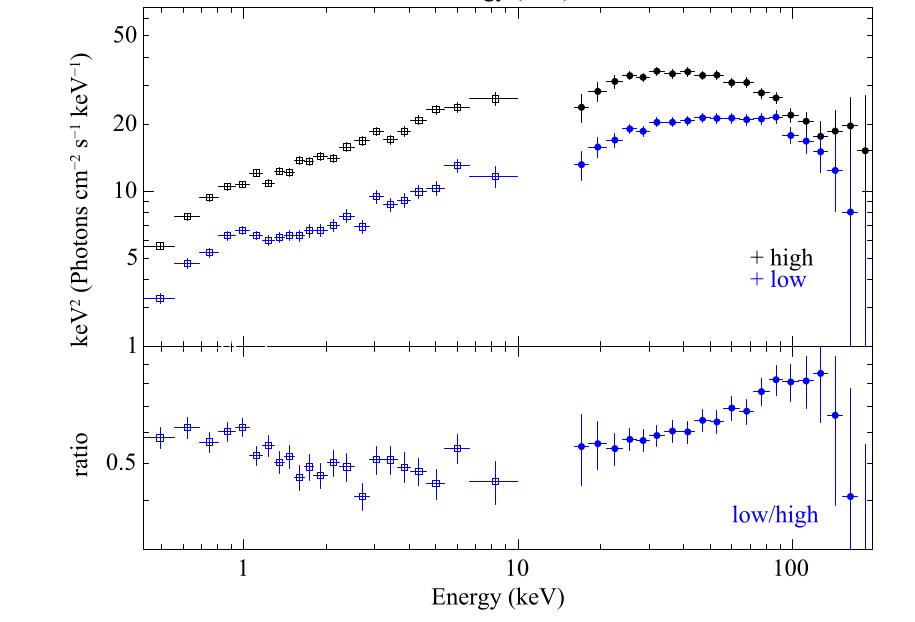 50
20
10
5
1
keV² (Photons cm⁻² s⁻¹ keV⁻¹)
+ high
+ low
ratio
0.5
low/high
1 10 100
Energy (keV)